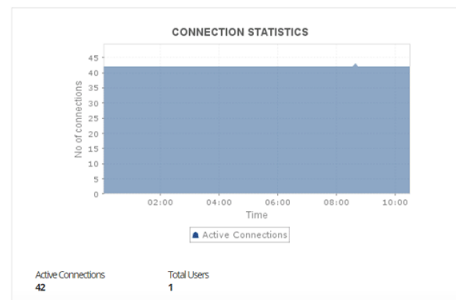 CONNECTION STATISTICS
45
40
35
30
25
20
15
10
5
0
No of connections
02:00 04:00 06:00 08:00 10:00
Time
Active Connections
Active Connections Total Users
42 1